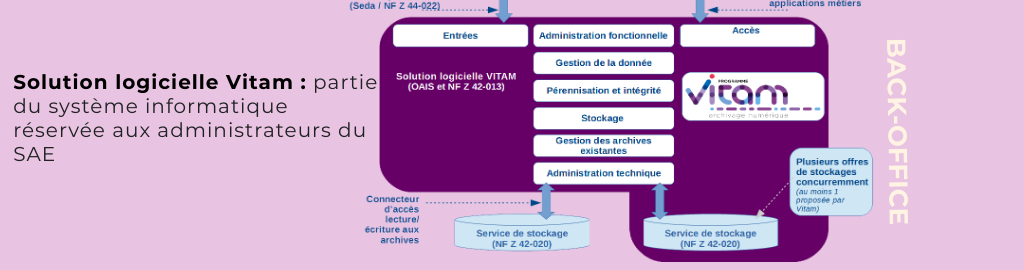 (Seda / NF Z 44-022)
applications métiers
Entrées
Administration fonctionnelle
Accès
Solution logicielle Vitam : partie
du système informatique
réservée aux administrateurs du
SAE
Solution logicielle VITAM
(OAIS et NF Z 42-013)
Gestion de la donnée
Pérennisation et intégrité
Stockage
Gestion des archives
existantes
Administration technique
PROGRAMME
vitam
archivage numérique
BACK-OFFICE
Plusieurs offres
de stockages
concurremment
(au moins 1
proposée par
Vitam)
Connecteur
d'accès
lecture/
écriture aux
archives
Service de stockage
(NF Z 42-020)
Service de stockage
(NF Z 42-020)